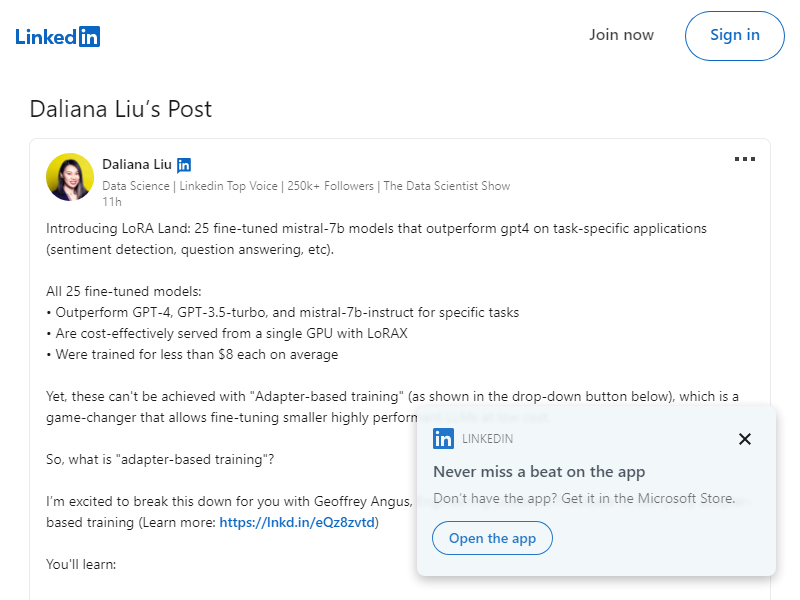 LinkedIn
Join now
Sign in
Daliana Liu's Post
Daliana Liu in
Data Science | Linkedin Top Voice | 250k+ Followers | The Data Scientist Show
11h
Introducing LoRA Land: 25 fine-tuned mistral-7b models that outperform gpt4 on task-specific applications
(sentiment detection, question answering, etc).
All 25 fine-tuned models:
• Outperform GPT-4, GPT-3.5-turbo, and mistral-7b-instruct for specific tasks
• Are cost-effectively served from a single GPU with LoRAX
• Were trained for less than $8 each on average
Yet, these can't be achieved with "Adapter-based training" (as shown in the drop-down button below), which is a
game-changer that allows fine-tuning smaller highly perform
So, what is "adapter-based training"?
I'm excited to break this down for you with Geoffrey Angus,
based training (Learn more: https://lnkd.in/eQz8zvtd)
You'll learn:
in LINKEDIN
Never miss a beat on the app
Don't have the app? Get it in the Microsoft Store.
Open the app